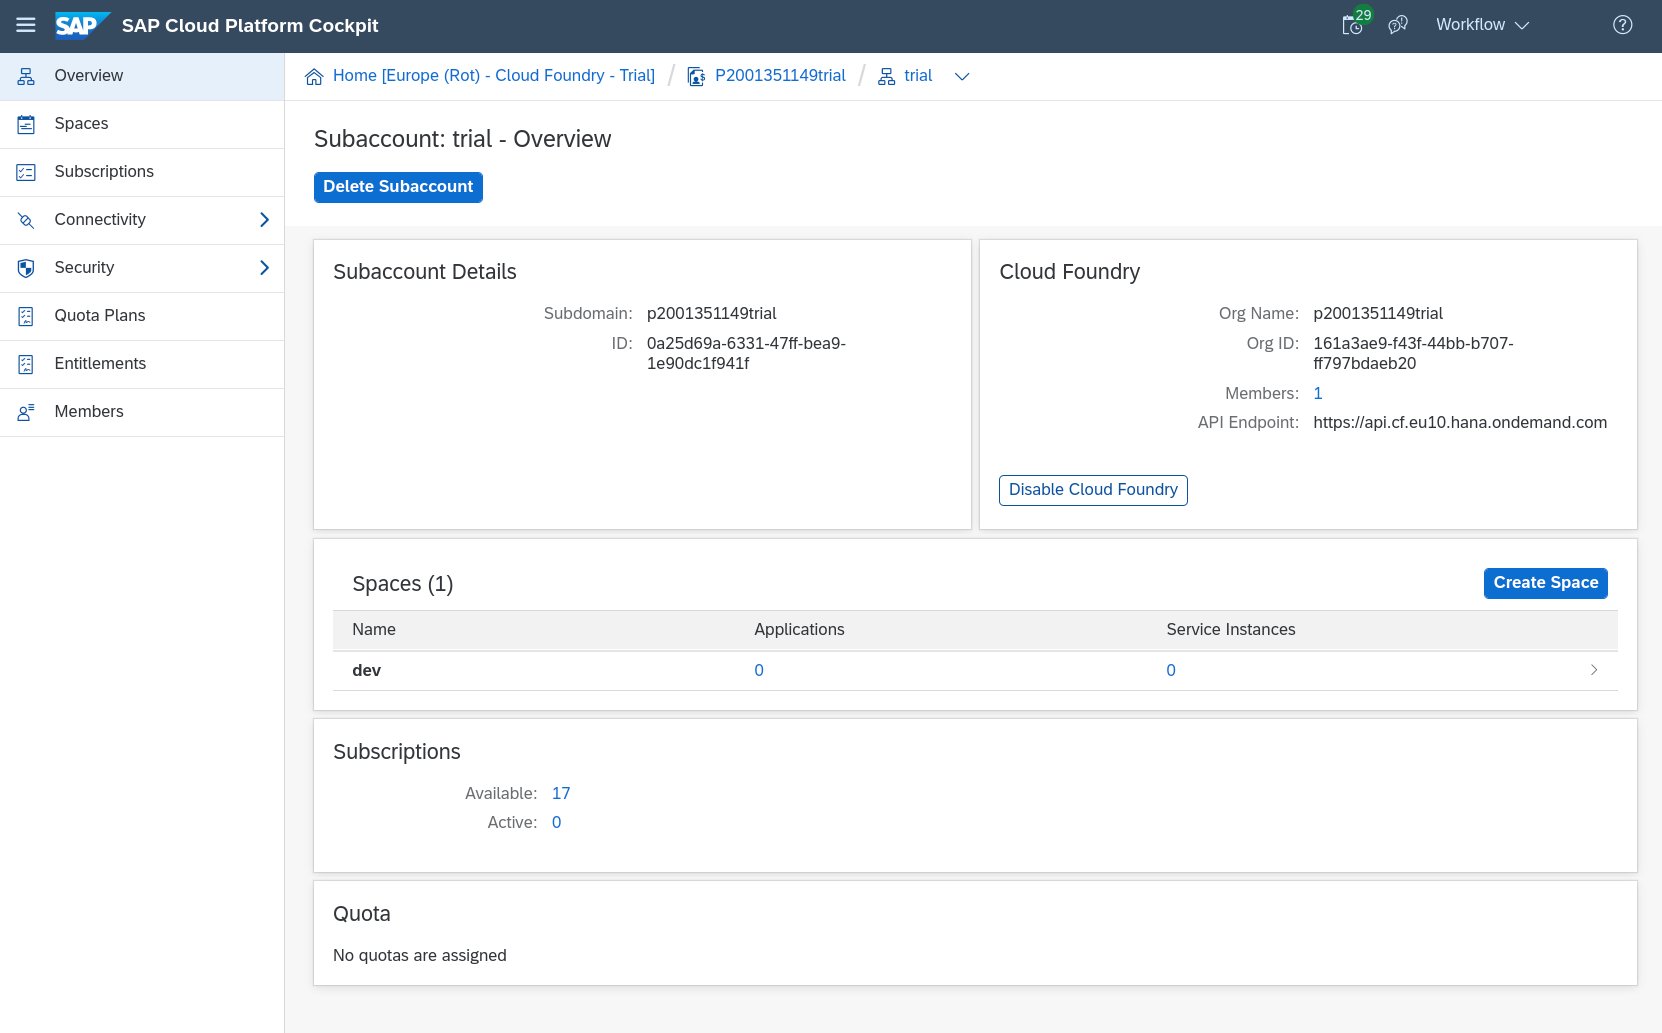 SAP SAP Cloud Platform Cockpit
29
Workflow
Overview
Spaces
Subscriptions
Connectivity
Security
Quota Plans
Entitlements
Members
Home [Europe (Rot) - Cloud Foundry - Trial] / P2001351149trial / trial
Subaccount: trial - Overview
Delete Subaccount
Subaccount Details
Subdomain: p2001351149trial
ID: 0a25d69a-6331-47ff-bea9-
1e90dc1f941f
Cloud Foundry
Org Name: p2001351149trial
Org ID: 161a3ae9-f43f-44bb-b707-
ff797bdaeb20
Members: 1
API Endpoint: https://api.cf.eu10.hana.ondemand.com
Disable Cloud Foundry
Spaces (1)
Create Space
Name Applications Service Instances
dev 0 0
Subscriptions
Available: 17
Active: 0
Quota
No quotas are assigned